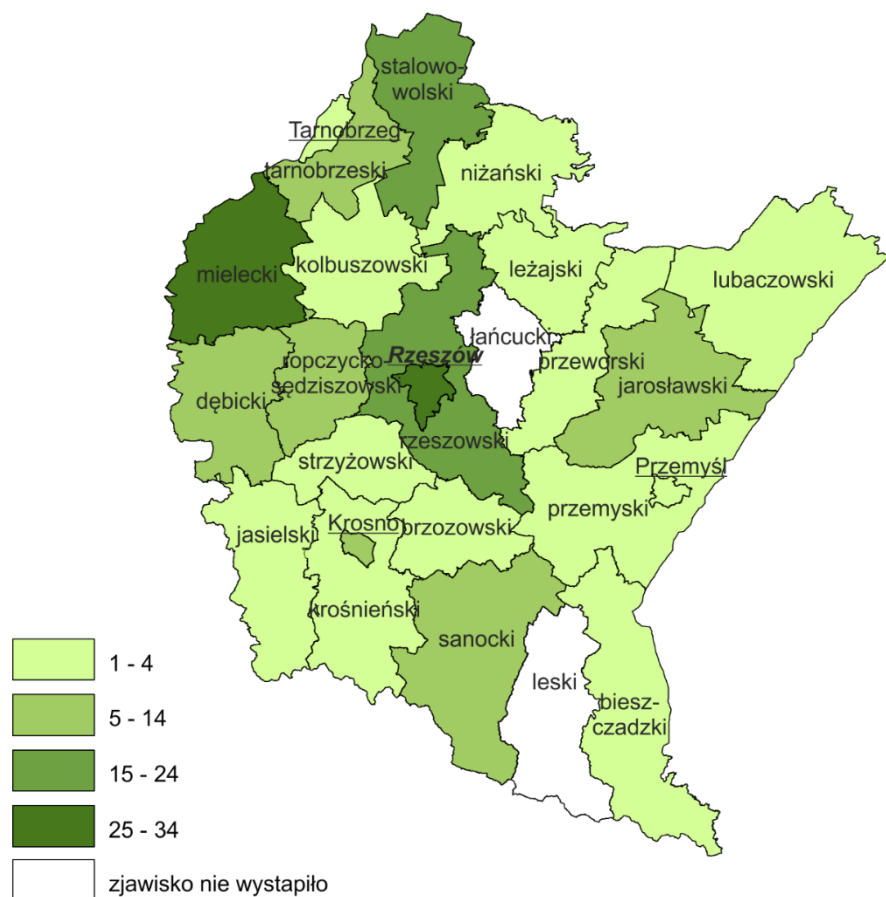 stalowo-
wolski
Tarnobrzeg
tarnobrzeski
niżański
mielecki
kolbuszowski
leżajski
lubaczowski
łańcucki
ropczycko-
sędziszowski
Rzeszów
przeworski
jarosławski
dębicki
rzeszowski
strzyżowski
Przemyśl
przemyski
jasielski
Krosno
brzozowski
krośnieński
sanocki
leski
biesz-
czadzki
1 - 4
5 - 14
15 - 24
25 - 34
zjawisko nie wystapiło